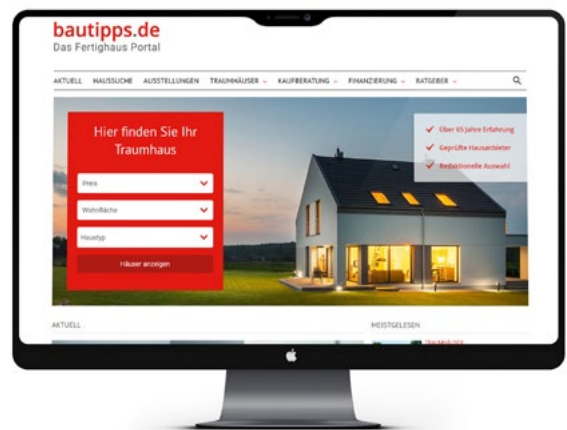 bautipps.de
Das Fertighaus Portal
AKTUELL HAUSSUCHE AUSSTELLUNGEN TRAUMHÄUSER KAUFBERATUNG FINANZIERUNG RATGEBER
Hier finden Sie Ihr
Traumhaus
Preis
Wohnfläche
Haustyp
Häuser anzeigen
Über 65 Jahre Erfahrung
Geprüfte Hausanbieter
Redaktionelle Auswahl
AKTUELL
MEISTGELESEN